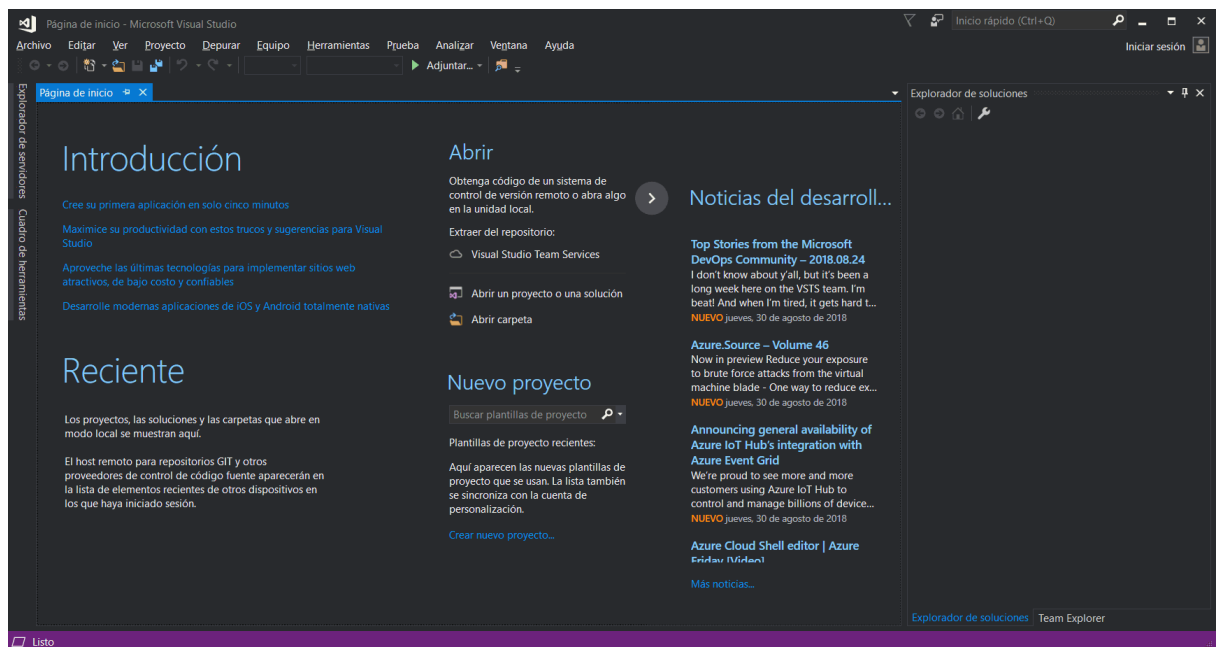 Página de inicio - Microsoft Visual Studio
Inicio rápido (Ctrl+Q)
Archivo Editar Ver Proyecto Depurar Equipo Herramientas Prueba Analizar Ventana Ayuda
Iniciar sesión
Adjuntar...
Explorador de servidores
Cuadro de herramientas
Página de inicio
Introducción
Cree su primera aplicación en solo cinco minutos
Maximice su productividad con estos trucos y sugerencias para Visual
Studio
Aproveche las últimas tecnologías para implementar sitios web
atractivos, de bajo costo y confiables
Desarrolle modernas aplicaciones de iOS y Android totalmente nativas
Reciente
Los proyectos, las soluciones y las carpetas que abre en
modo local se muestran aquí.
El host remoto para repositorios GIT y otros
proveedores de control de código fuente aparecerán en
la lista de elementos recientes de otros dispositivos en
los que haya iniciado sesión.
Abrir
Obtenga código de un sistema de
control de versión remoto o abra algo
en la unidad local.
Extraer del repositorio:
Visual Studio Team Services
Abrir un proyecto o una solución
Abrir carpeta
Nuevo proyecto
Buscar plantillas de proyecto
Plantillas de proyecto recientes:
Aquí aparecen las nuevas plantillas de
proyecto que se usan. La lista también
se sincroniza con la cuenta de
personalización.
Crear nuevo proyecto...
Noticias del desarroll...
Top Stories from the Microsoft
DevOps Community – 2018.08.24
I don't know about y'all, but it's been a
long week here on the VSTS team. I'm
beat! And when I'm tired, it gets hard t...
NUEVO jueves, 30 de agosto de 2018
Azure.Source – Volume 46
Now in preview Reduce your exposure
to brute force attacks from the virtual
machine blade - One way to reduce ex...
NUEVO jueves, 30 de agosto de 2018
Announcing general availability of
Azure IoT Hub's integration with
Azure Event Grid
We're proud to see more and more
customers using Azure IoT Hub to
control and manage billions of device...
NUEVO jueves, 30 de agosto de 2018
Azure Cloud Shell editor | Azure
Friday [Video]
Más noticias...
Explorador de soluciones
Explorador de soluciones Team Explorer
Listo